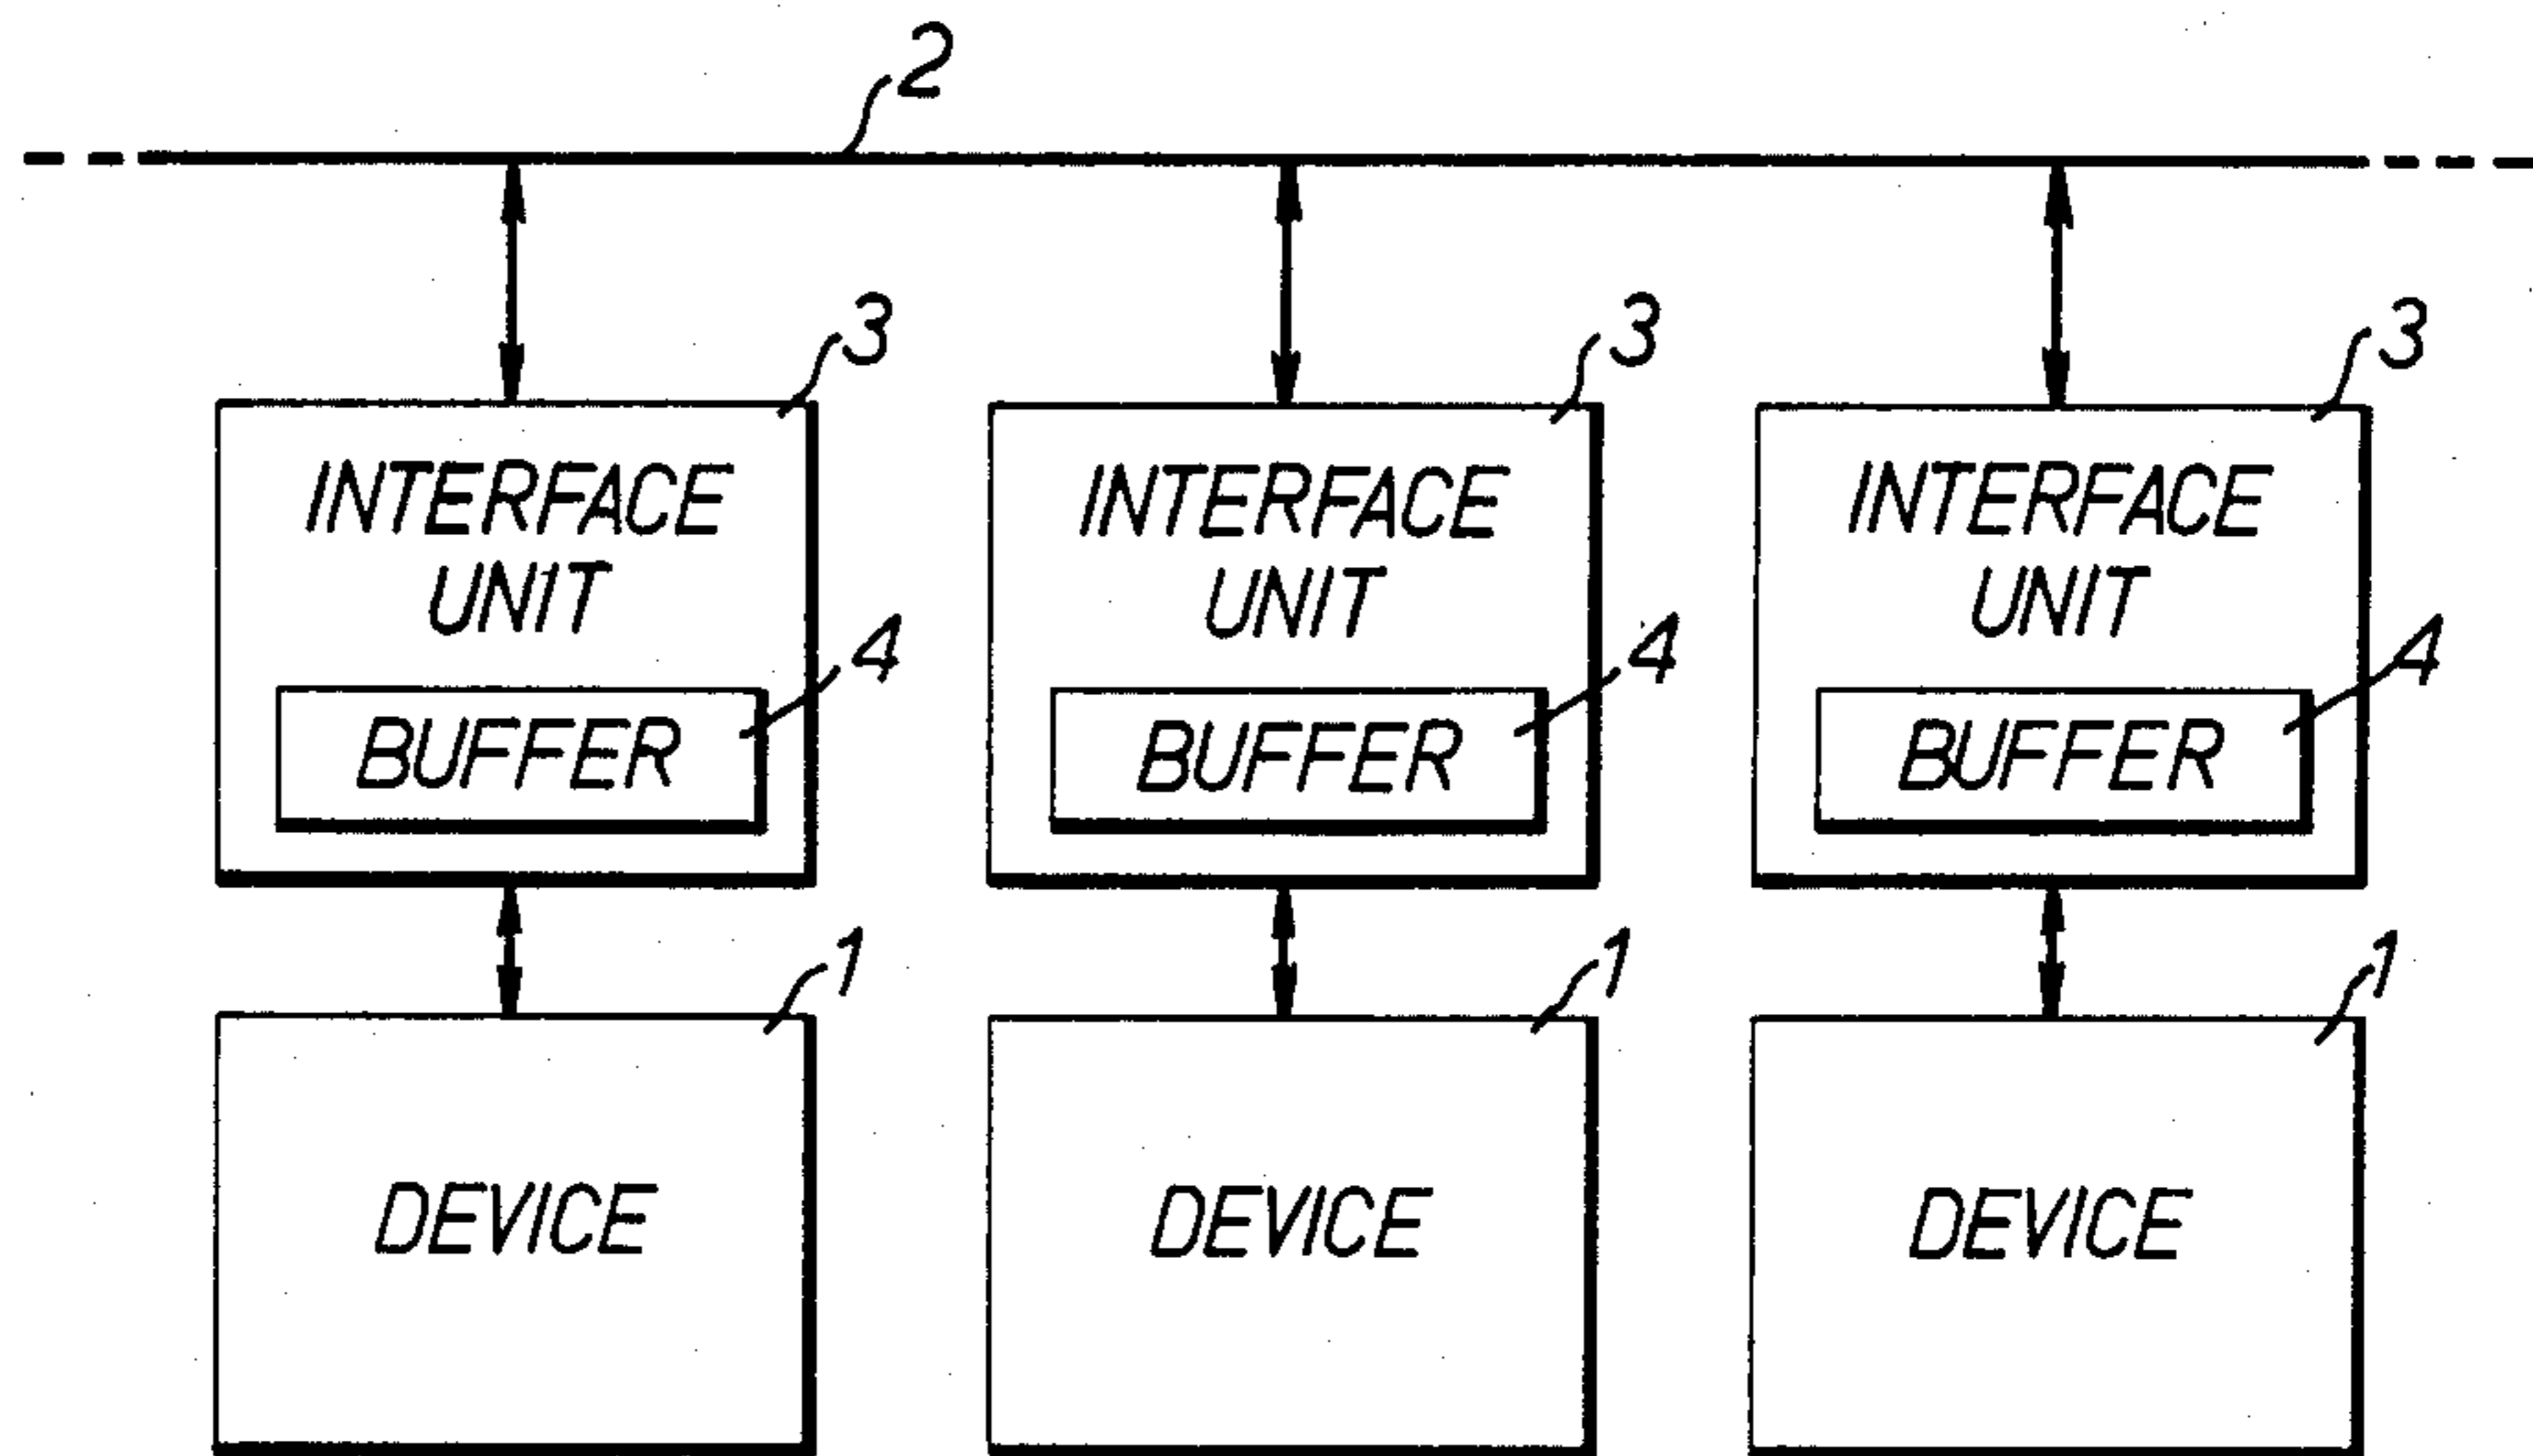 2
3 3 3
INTERFACE UNIT INTERFACE UNIT INTERFACE UNIT
4 4 4
BUFFER BUFFER BUFFER
1 1 1
DEVICE DEVICE DEVICE